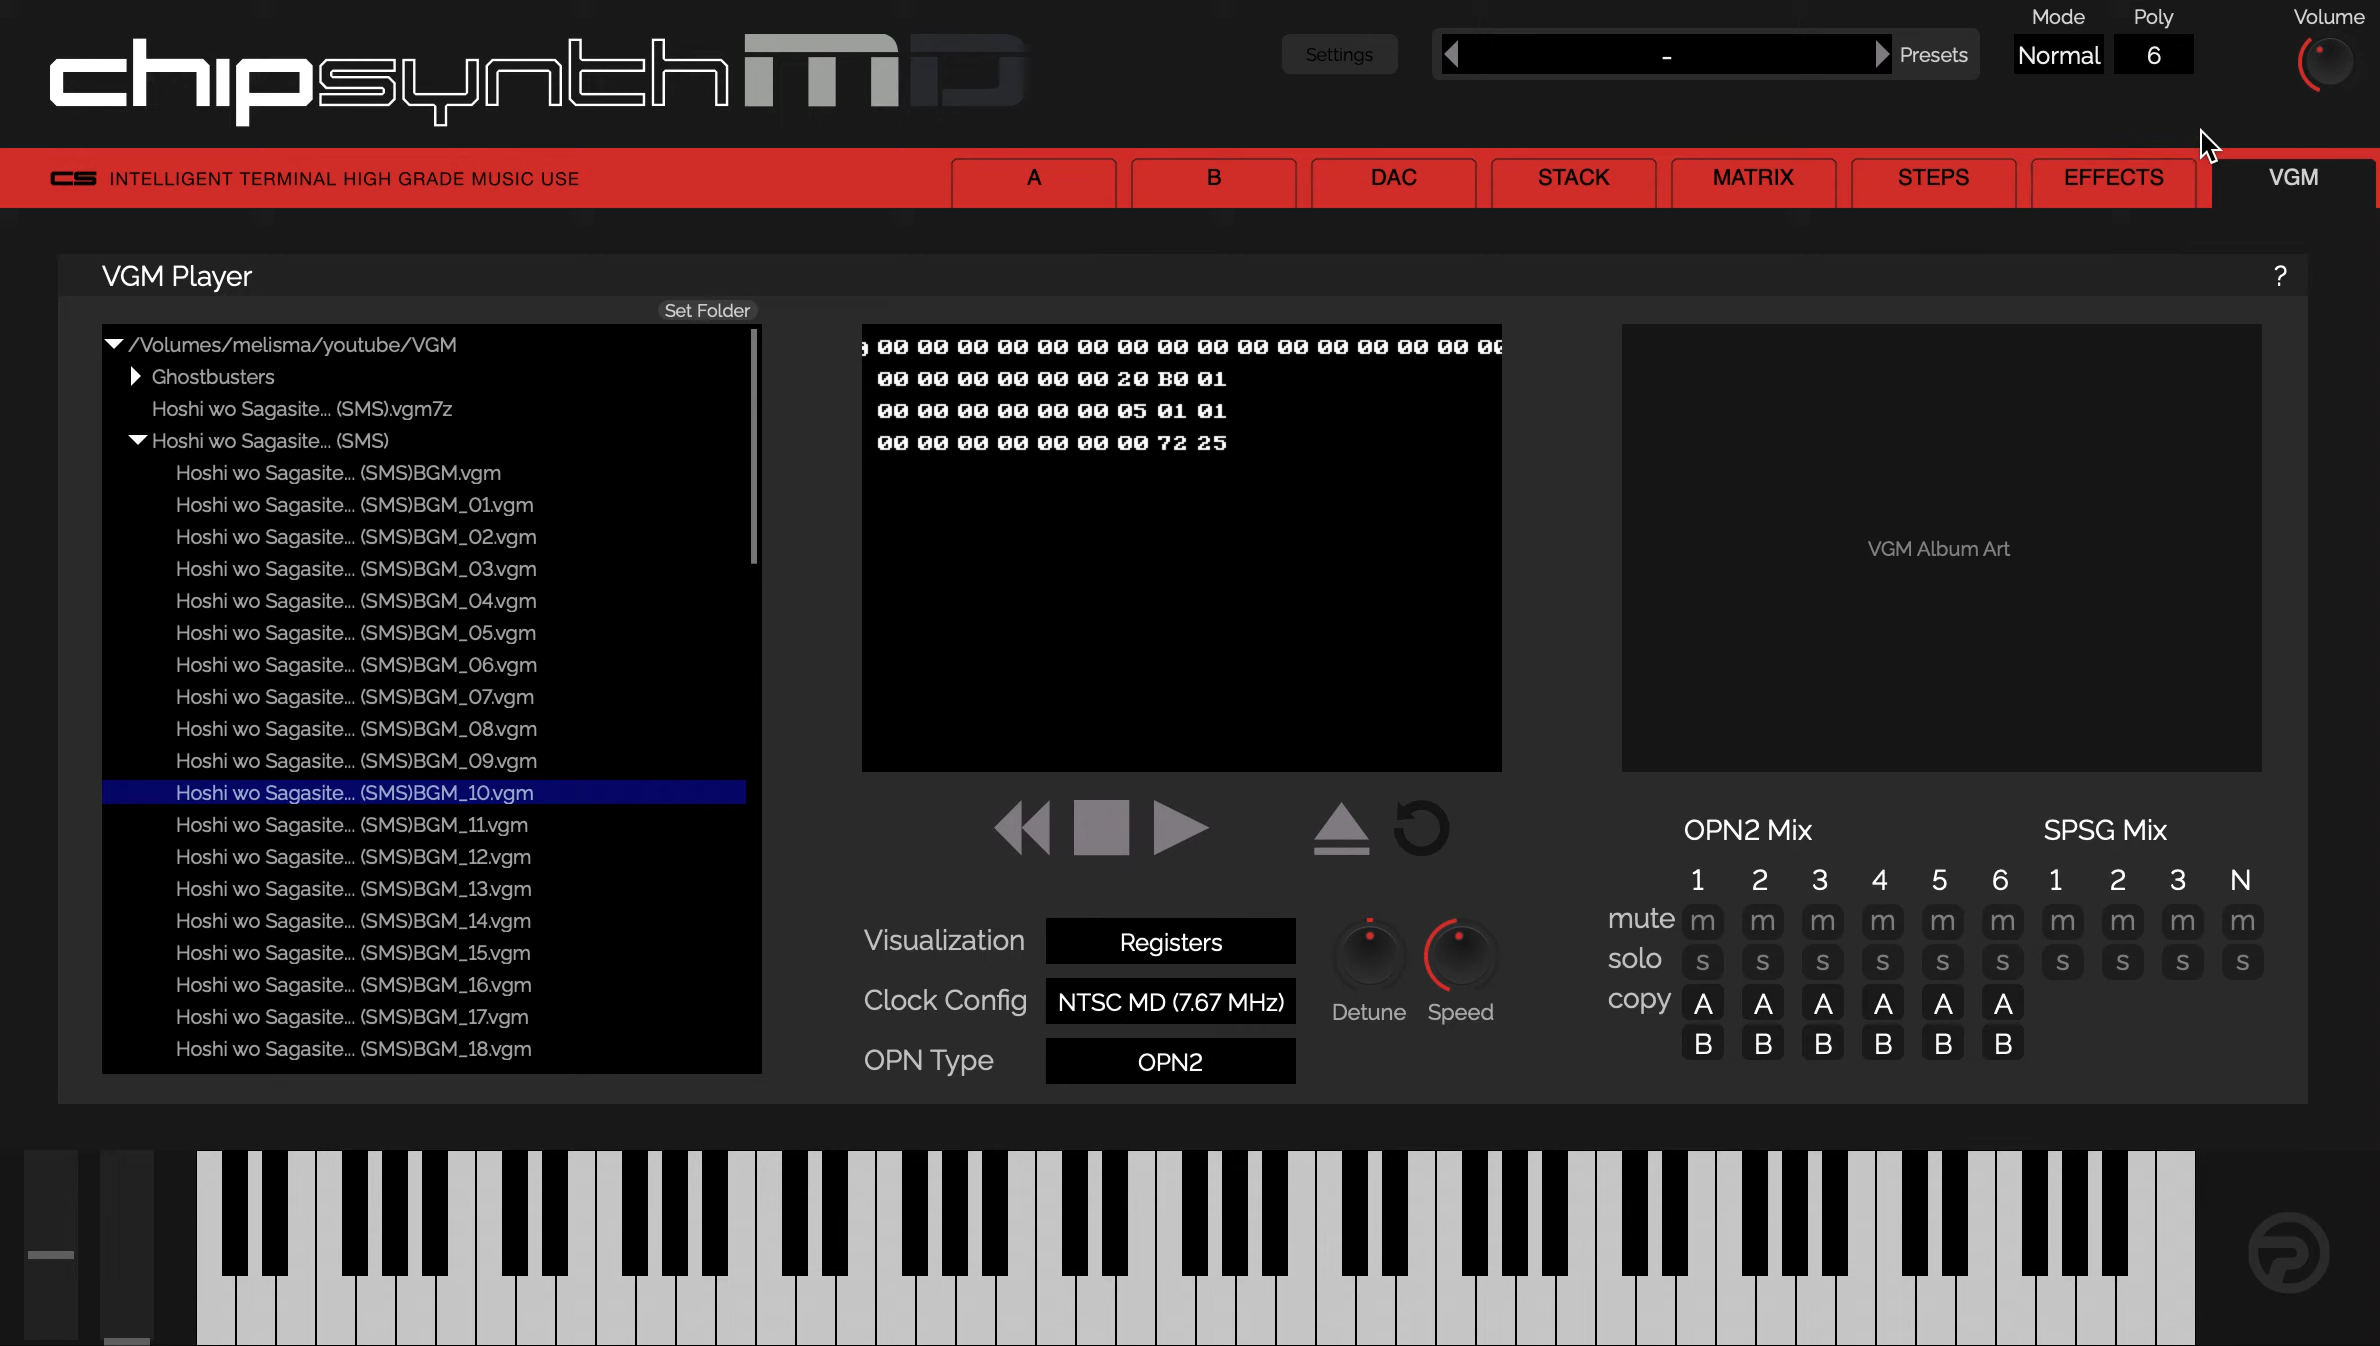 chipsynth MD
Settings
-
Presets
Mode
Normal
Poly
6
Volume
CS INTELLIGENT TERMINAL HIGH GRADE MUSIC USE
A
B
DAC
STACK
MATRIX
STEPS
EFFECTS
VGM
VGM Player
?
Set Folder
/Volumes/melisma/youtube/VGM
Ghostbusters
Hoshi wo Sagasite... (SMS).vgm7z
Hoshi wo Sagasite... (SMS)
Hoshi wo Sagasite... (SMS)BGM.vgm
Hoshi wo Sagasite... (SMS)BGM_01.vgm
Hoshi wo Sagasite... (SMS)BGM_02.vgm
Hoshi wo Sagasite... (SMS)BGM_03.vgm
Hoshi wo Sagasite... (SMS)BGM_04.vgm
Hoshi wo Sagasite... (SMS)BGM_05.vgm
Hoshi wo Sagasite... (SMS)BGM_06.vgm
Hoshi wo Sagasite... (SMS)BGM_07.vgm
Hoshi wo Sagasite... (SMS)BGM_08.vgm
Hoshi wo Sagasite... (SMS)BGM_09.vgm
Hoshi wo Sagasite... (SMS)BGM_10.vgm
Hoshi wo Sagasite... (SMS)BGM_11.vgm
Hoshi wo Sagasite... (SMS)BGM_12.vgm
Hoshi wo Sagasite... (SMS)BGM_13.vgm
Hoshi wo Sagasite... (SMS)BGM_14.vgm
Hoshi wo Sagasite... (SMS)BGM_15.vgm
Hoshi wo Sagasite... (SMS)BGM_16.vgm
Hoshi wo Sagasite... (SMS)BGM_17.vgm
Hoshi wo Sagasite... (SMS)BGM_18.vgm
00 00 00 00 00 00 00 00 00 00 00 00 00 00 00 00
00 00 00 00 00 00 20 B0 01
00 00 00 00 00 00 05 01 01
00 00 00 00 00 00 00 72 25
Visualization
Registers
Clock Config
NTSC MD (7.67 MHz)
OPN Type
OPN2
Detune
Speed
VGM Album Art
OPN2 Mix
SPSG Mix
1 2 3 4 5 6 1 2 3 N
mute m m m m m m m m m m
solo s s s s s s s s s s
copy A A A A A A
B B B B B B